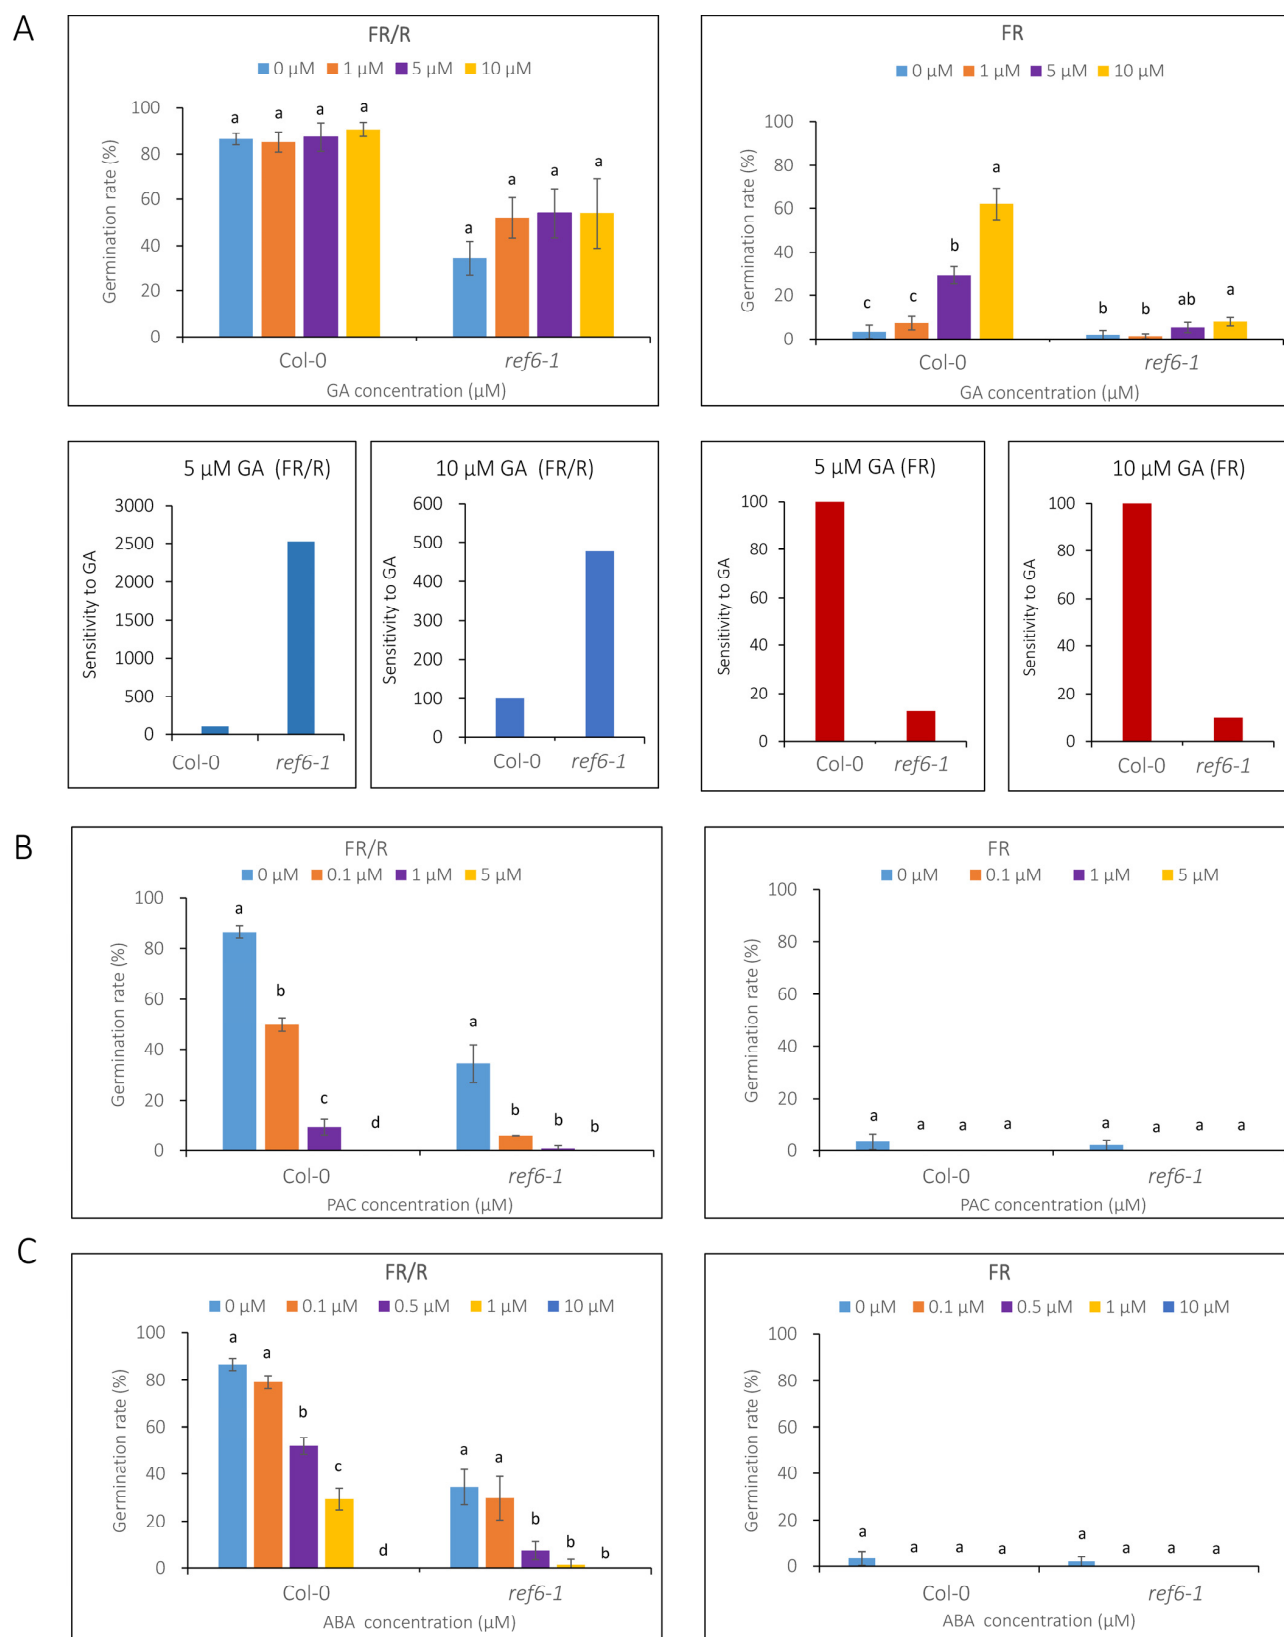 A
FR/R
0 µM 1 µM 5 µM 10 µM
Germination rate (%)
100
80
60
40
20
0
a a a a
a a a a
Col-0 ref6-1
GA concentration (µM)
FR
0 µM 1 µM 5 µM 10 µM
Germination rate (%)
100
80
60
40
20
0
c c b a
b b ab a
Col-0 ref6-1
GA concentration (µM)
5 µM GA (FR/R)
Sensitivity to GA
3000
2500
2000
1500
1000
500
0
Col-0 ref6-1
10 µM GA (FR/R)
Sensitivity to GA
600
500
400
300
200
100
0
Col-0 ref6-1
5 µM GA (FR)
Sensitivity to GA
100
80
60
40
20
0
Col-0 ref6-1
10 µM GA (FR)
Sensitivity to GA
100
80
60
40
20
0
Col-0 ref6-1
B
FR/R
0 µM 0.1 µM 1 µM 5 µM
Germination rate (%)
100
80
60
40
20
0
a b c d
a b b b
Col-0 ref6-1
PAC concentration (µM)
FR
0 µM 0.1 µM 1 µM 5 µM
Germination rate (%)
100
80
60
40
20
0
a a a a
a a a a
Col-0 ref6-1
PAC concentration (µM)
C
FR/R
0 µM 0.1 µM 0.5 µM 1 µM 10 µM
Germination rate (%)
100
80
60
40
20
0
a a b c d
a a b b b
Col-0 ref6-1
ABA concentration (µM)
FR
0 µM 0.1 µM 0.5 µM 1 µM 10 µM
Germination rate (%)
100
80
60
40
20
0
a a a a
a a a a
Col-0 ref6-1
ABA concentration (µM)